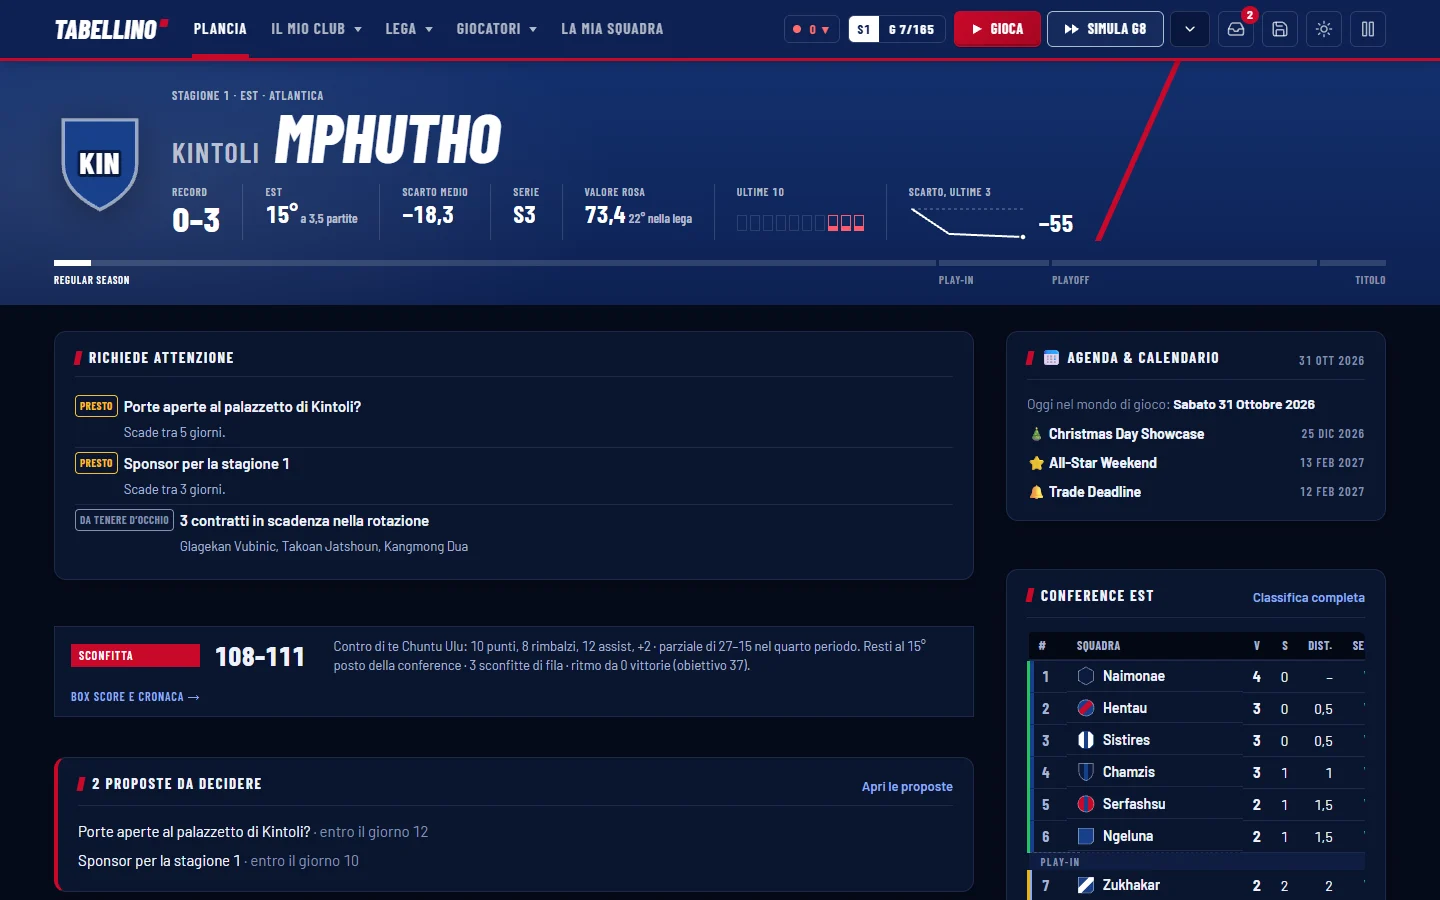 TABELLINO
PLANCIA
IL MIO CLUB
LEGA
GIOCATORI
LA MIA SQUADRA
0 ▼
S1 G 7/165
GIOCA
SIMULA G8
2
STAGIONE 1 · EST · ATLANTICA
KIN
KINTOLI MPHUTHO
RECORD
0–3
EST
15° a 3,5 partite
SCARTO MEDIO
−18,3
SERIE
S3
VALORE ROSA
73,4 22° nella lega
ULTIME 10
SCARTO, ULTIME 3
−55
REGULAR SEASON
PLAY-IN
PLAYOFF
TITOLO
RICHIEDE ATTENZIONE
PRESTO Porte aperte al palazzetto di Kintoli?
Scade tra 5 giorni.
PRESTO Sponsor per la stagione 1
Scade tra 3 giorni.
DA TENERE D'OCCHIO 3 contratti in scadenza nella rotazione
Glagekan Vubinic, Takoan Jatshoun, Kangmong Dua
SCONFITTA
108–111
Contro di te Chuntu Ulu: 10 punti, 8 rimbalzi, 12 assist, +2 · parziale di 27–15 nel quarto periodo. Resti al 15°
posto della conference · 3 sconfitte di fila · ritmo da 0 vittorie (obiettivo 37).
BOX SCORE E CRONACA →
2 PROPOSTE DA DECIDERE
Apri le proposte
Porte aperte al palazzetto di Kintoli? · entro il giorno 12
Sponsor per la stagione 1 · entro il giorno 10
AGENDA & CALENDARIO
31 OTT 2026
Oggi nel mondo di gioco: Sabato 31 Ottobre 2026
Christmas Day Showcase 25 DIC 2026
All-Star Weekend 13 FEB 2027
Trade Deadline 12 FEB 2027
CONFERENCE EST
Classifica completa
# SQUADRA V S DIST. SE
1 Naimonae 4 0 –
2 Hentau 3 0 0,5
3 Sistires 3 0 0,5
4 Chamzis 3 1 1
5 Serfashsu 2 1 1,5
6 Ngeluna 2 1 1,5
PLAY-IN
7 Zukhakar 2 2 2